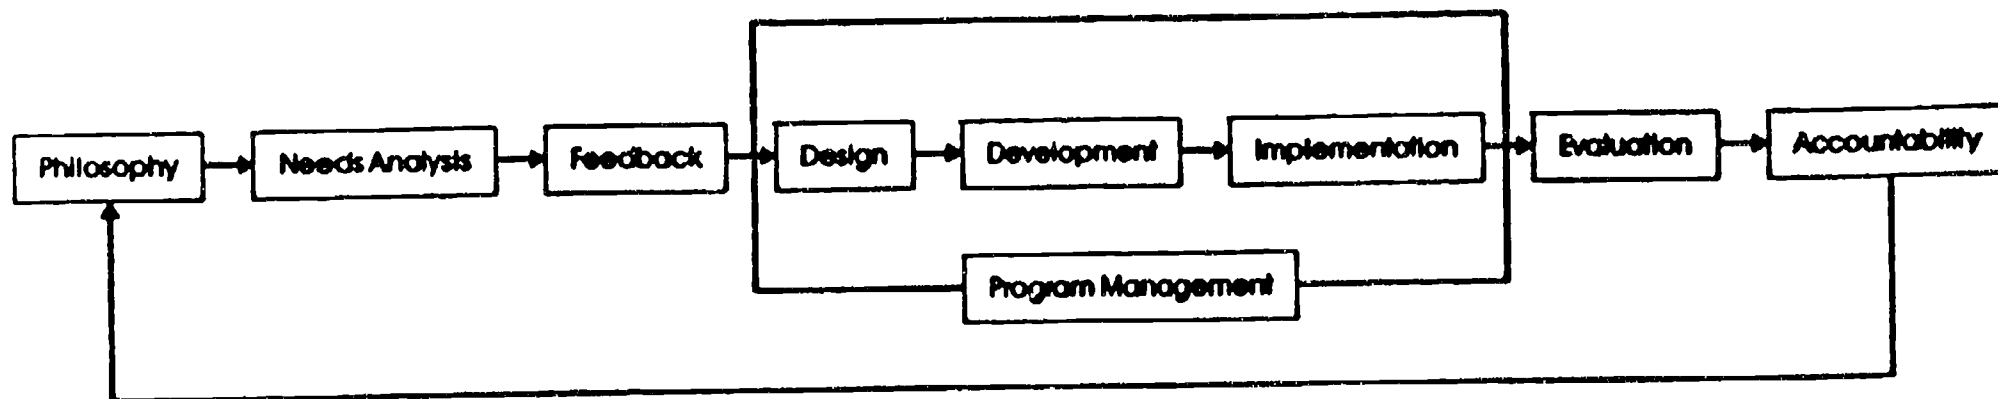 Philosophy
Needs Analysis
Feedback
Design
Development
Implementation
Evaluation
Accountability
Program Management